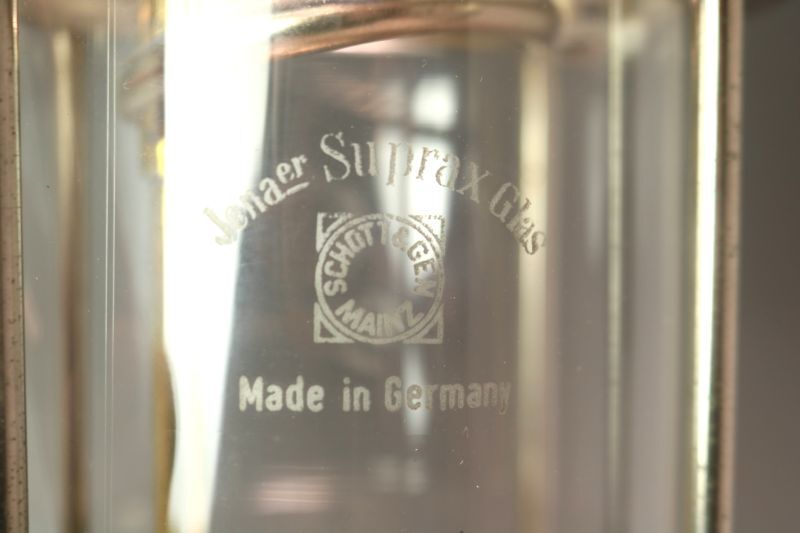 Jenaer Suprax Glas
SCHOTT & GEN
MAINZ
Made in Germany